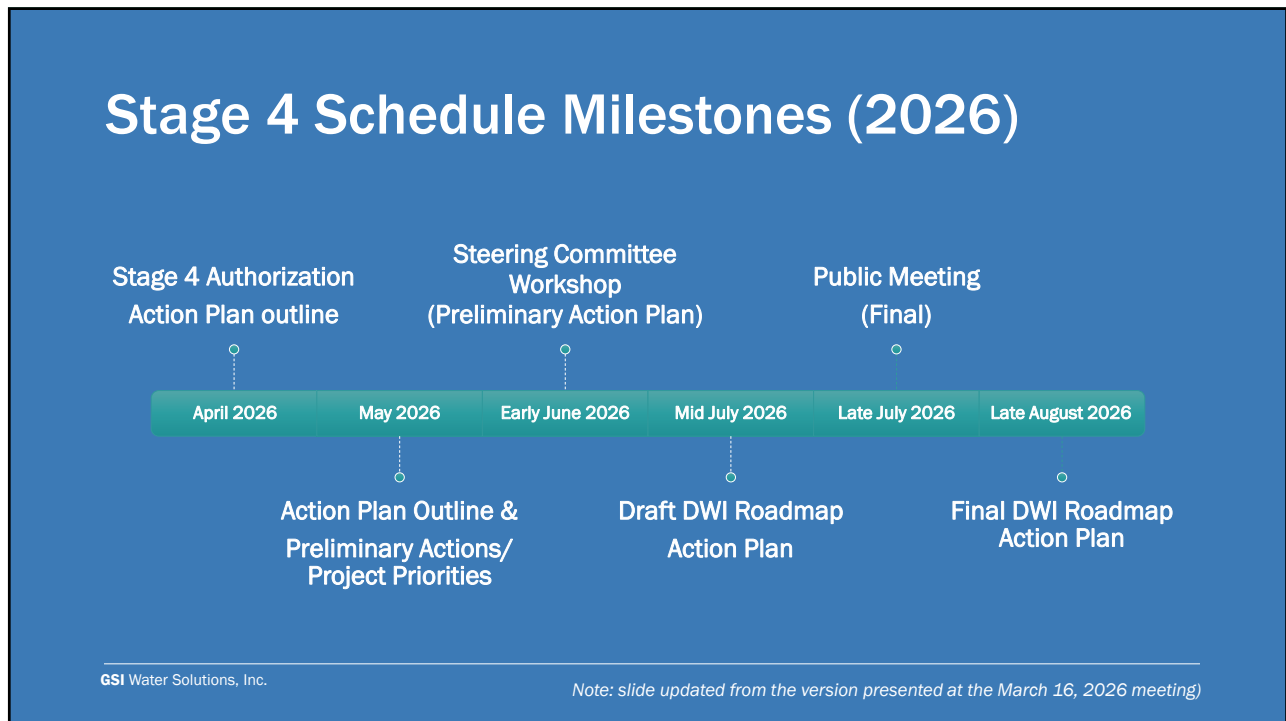 Stage 4 Schedule Milestones (2026)
Stage 4 Authorization
Action Plan outline
Steering Committee
Workshop
(Preliminary Action Plan)
Public Meeting
(Final)
April 2026
May 2026
Early June 2026
Mid July 2026
Late July 2026
Late August 2026
Action Plan Outline &
Preliminary Actions/
Project Priorities
Draft DWI Roadmap
Action Plan
Final DWI Roadmap
Action Plan
GSI Water Solutions, Inc.
Note: slide updated from the version presented at the March 16, 2026 meeting)